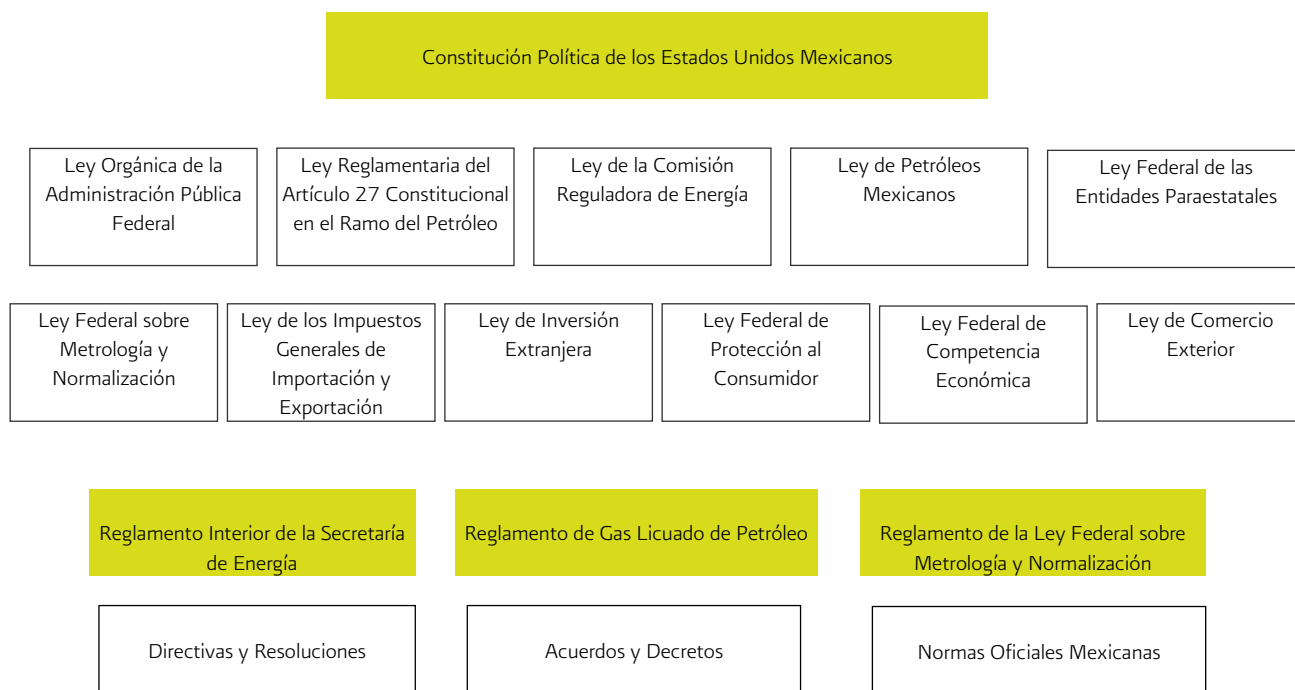 Constitución Política de los Estados Unidos Mexicanos
Ley Orgánica de la
Administración Pública
Federal
Ley Reglamentaria del
Artículo 27 Constitucional
en el Ramo del Petróleo
Ley de la Comisión
Reguladora de Energía
Ley de Petróleos
Mexicanos
Ley Federal de las
Entidades Paraestatales
Ley Federal sobre
Metrología y
Normalización
Ley de los Impuestos
Generales de
Importación y
Exportación
Ley de Inversión
Extranjera
Ley Federal de
Protección al
Consumidor
Ley Federal de
Competencia
Económica
Ley de Comercio
Exterior
Reglamento Interior de la Secretaría
de Energía
Reglamento de Gas Licuado de Petróleo
Reglamento de la Ley Federal sobre
Metrología y Normalización
Directivas y Resoluciones
Acuerdos y Decretos
Normas Oficiales Mexicanas